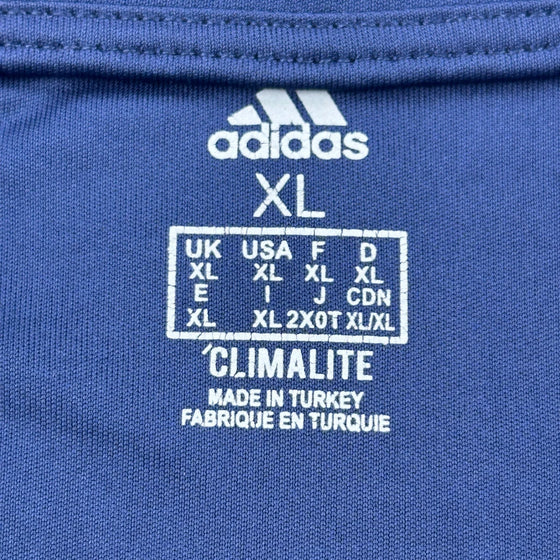 adidas
XL
UK USA F D
XL XL XL XL
E I J CDN
XL XL 2XOT XL/XL
CLIMALITE
MADE IN TURKEY
FABRIQUE EN TURQUIE